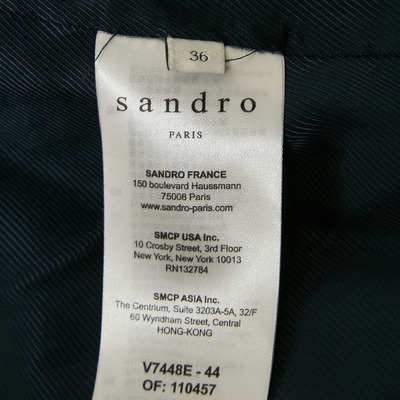 36
sandro
PARIS
SANDRO FRANCE
150 boulevard Haussmann
75008 Paris
www.sandro-paris.com
SMCP USA Inc.
10 Crosby Street, 3rd Floor
New York, New York 10013
RN132784
SMCP ASIA Inc.
The Centrium, Suite 3203A-5A, 32/F
60 Wyndham Street, Central
HONG-KONG
V7448E - 44
OF: 110457